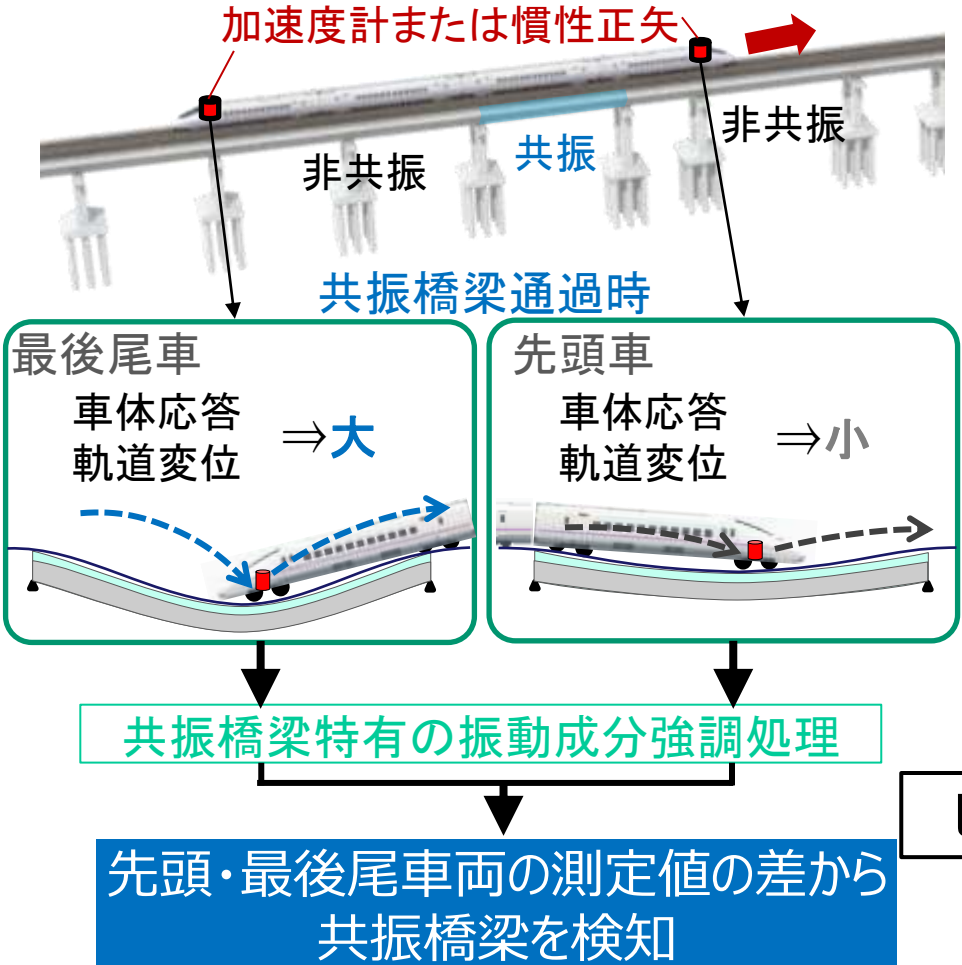 加速度計または慣性正矢
非共振
共振
非共振
共振橋梁通過時
最後尾車
車体応答
軌道変位
⇒大
先頭車
車体応答
軌道変位
⇒小
共振橋梁特有の振動成分強調処理
先頭・最後尾車両の測定値の差から
共振橋梁を検知